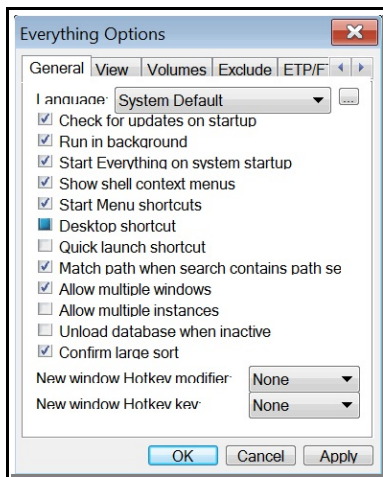 Everything Options
General View Volumes Exclude ETP/F
Language: System Default ...
Check for updates on startup
Run in background
Start Everything on system startup
Show shell context menus
Start Menu shortcuts
Desktop shortcut
Quick launch shortcut
Match path when search contains path se
Allow multiple windows
Allow multiple instances
Unload database when inactive
Confirm large sort
New window Hotkey modifier: None
New window Hotkey key: None
OK Cancel Apply